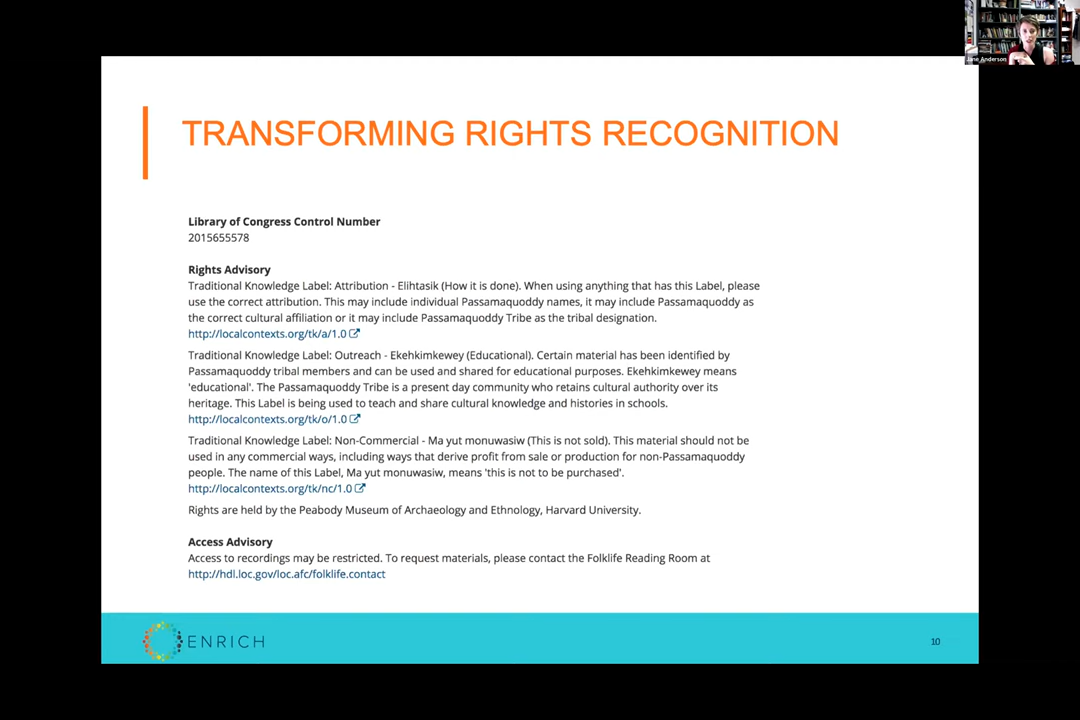 Jane Anderson
TRANSFORMING RIGHTS RECOGNITION
Library of Congress Control Number
2015655578
Rights Advisory
Traditional Knowledge Label: Attribution - Elihtasik (How it is done). When using anything that has this Label, please
use the correct attribution. This may include individual Passamaquoddy names, it may include Passamaquoddy as
the correct cultural affiliation or it may include Passamaquoddy Tribe as the tribal designation.
http://localcontexts.org/tk/a/1.0
Traditional Knowledge Label: Outreach - Ekehkimkewey (Educational). Certain material has been identified by
Passamaquoddy tribal members and can be used and shared for educational purposes. Ekehkimkewey means
'educational'. The Passamaquoddy Tribe is a present day community who retains cultural authority over its
heritage. This Label is being used to teach and share cultural knowledge and histories in schools.
http://localcontexts.org/tk/o/1.0
Traditional Knowledge Label: Non-Commercial - Ma yut monuwasiw (This is not sold). This material should not be
used in any commercial ways, including ways that derive profit from sale or production for non-Passamaquoddy
people. The name of this Label, Ma yut monuwasiw, means 'this is not to be purchased'.
http://localcontexts.org/tk/nc/1.0
Rights are held by the Peabody Museum of Archaeology and Ethnology, Harvard University.
Access Advisory
Access to recordings may be restricted. To request materials, please contact the Folklife Reading Room at
http://hdl.loc.gov/loc.afc/folklife.contact
ENRICH
10